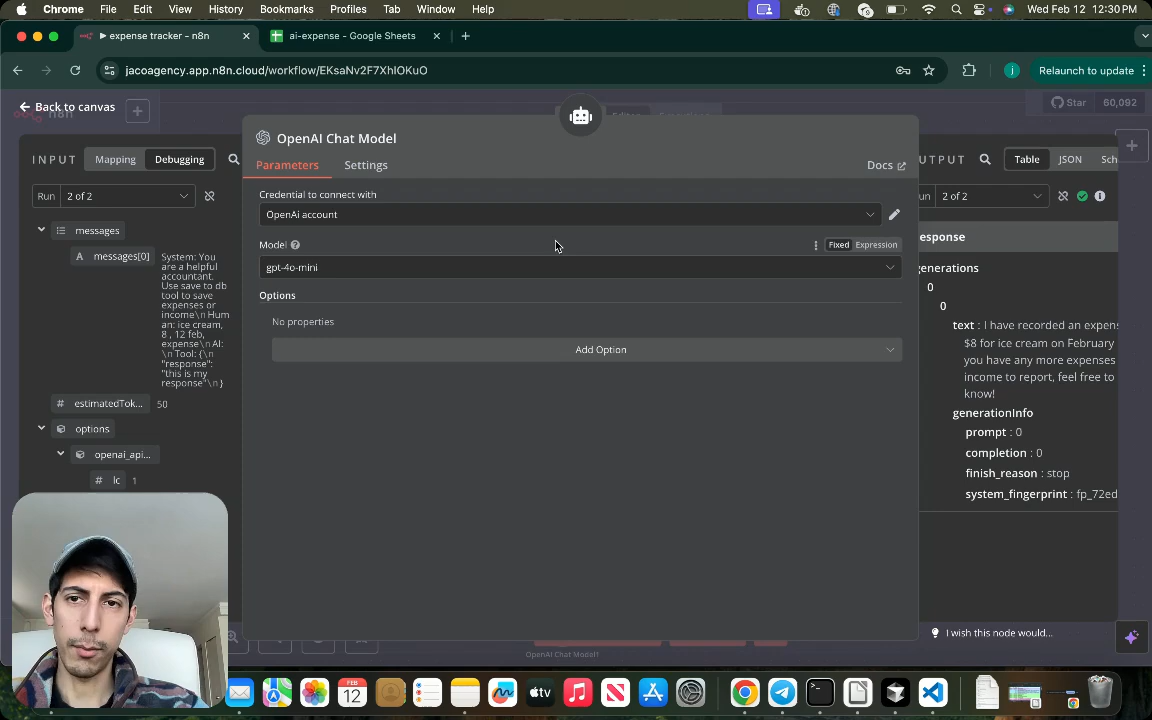 Chrome File Edit View History Bookmarks Profiles Tab Window Help Wed Feb 12 12:30 PM
expense tracker - n8n ai-expense - Google Sheets
jacoagency.app.n8n.cloud/workflow/EKsaNv2F7XhIOKuO j Relaunch to update
Back to canvas
n8n
Star 60,092
OpenAI Chat Model
INPUT Mapping Debugging
Parameters Settings Docs
UTPUT Table JSON Sch
Run 2 of 2
un 2 of 2
Credential to connect with
OpenAi account
Model Fixed Expression
gpt-4o-mini
Options
No properties
Add Option
messages
A messages[0] System: You
are a helpful
accountant.
Use save to db
tool to save
expenses or
income\n Hum
an: ice cream,
8 , 12 feb,
expense\n AI:
\n Tool: {\n
"response":
"this is my
response"\n }
# estimatedTok... 50
options
openai_api...
# lc 1
esponse
enerations
0
0
text : I have recorded an expens
$8 for ice cream on February
you have any more expenses
income to report, feel free to
know!
generationInfo
prompt : 0
completion : 0
finish_reason : stop
system_fingerprint : fp_72ed
I wish this node would...
OpenAI Chat Model1
FEB
12
tv